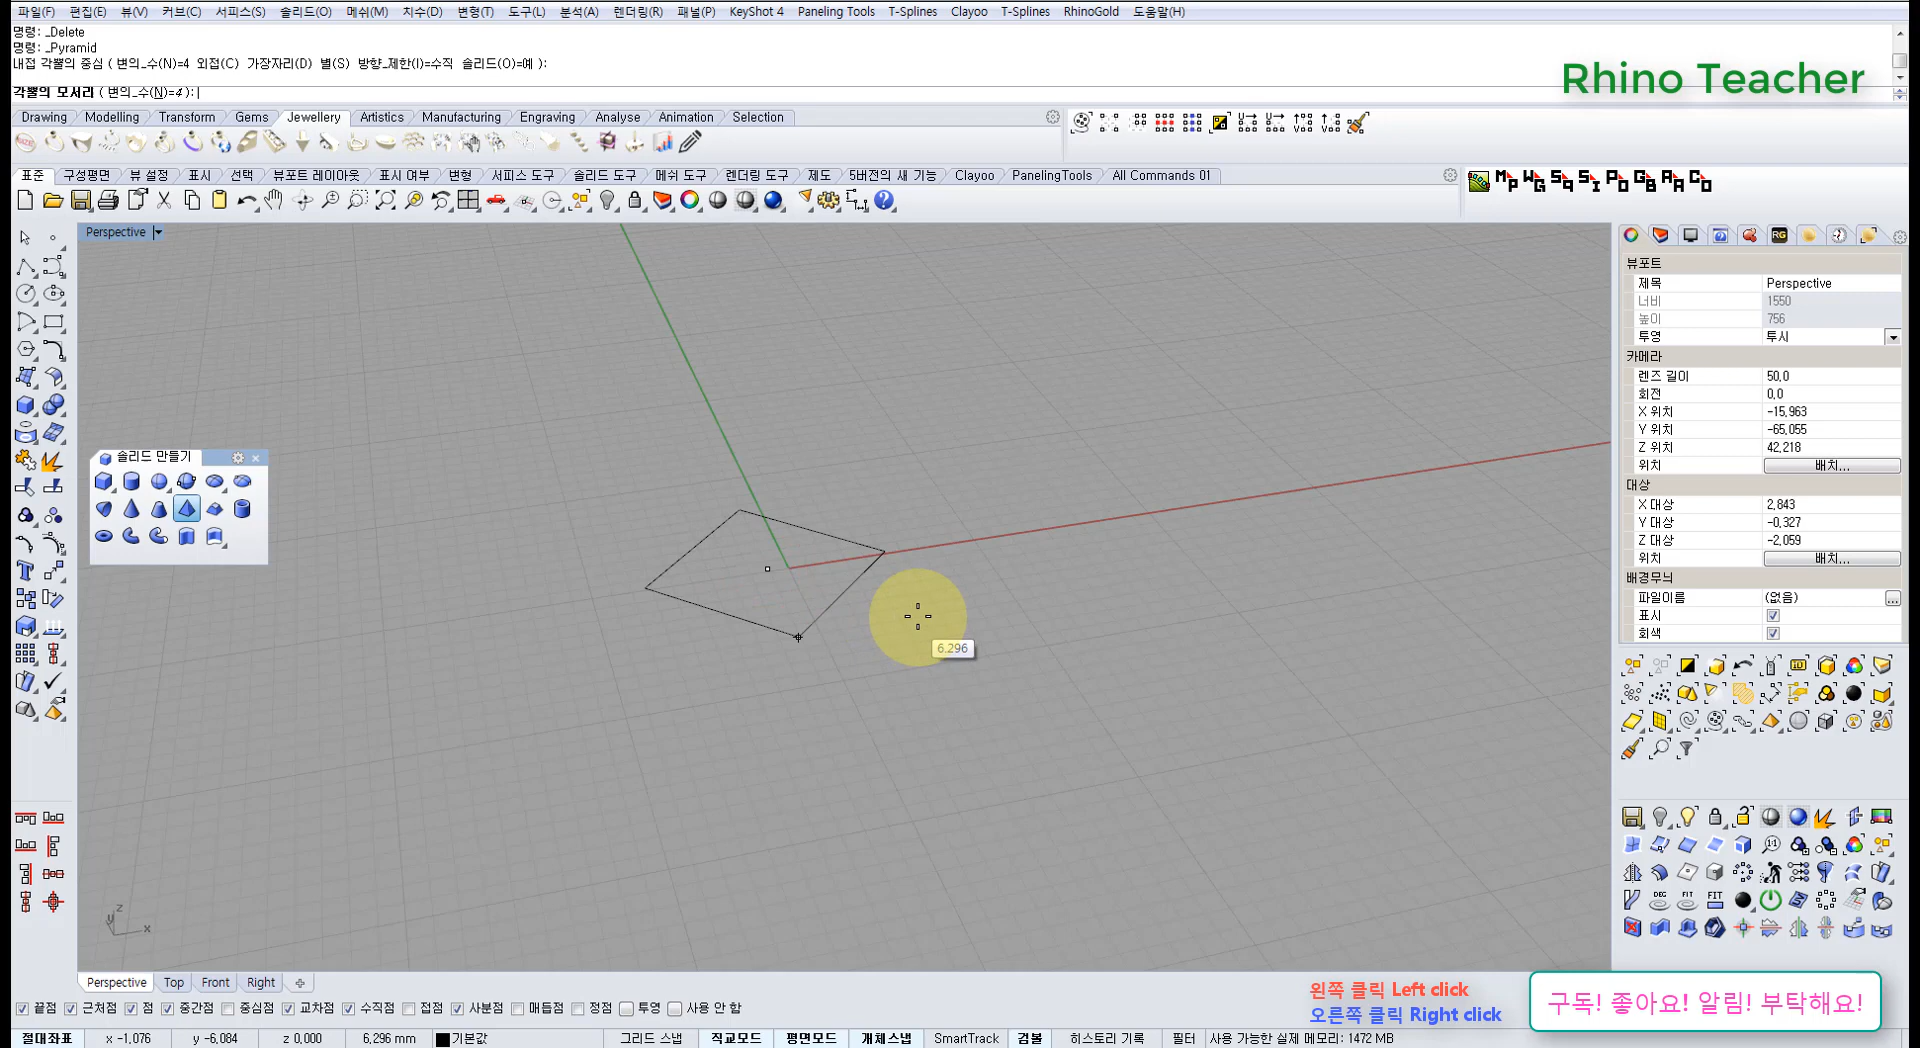 파일(F) 편집(E) 뷰(V) 커브(C) 서피스(S) 솔리드(O) 메쉬(M) 치수(D) 변형(T) 도구(L) 분석(A) 렌더링(R) 패널(P) KeyShot 4 Paneling Tools T-Splines Clayoo T-Splines RhinoGold 도움말(H)
명령: _Delete
명령: _Pyramid
내접 각뿔의 중심 ( 변의_수(N)=4 외접(C) 가장자리(D) 별(S) 방향_제한(I)=수직 솔리드(O)=예 ):
각뿔의 모서리 ( 변의_수(N)=4 ):
Rhino Teacher
Drawing Modelling Transform Gems Jewellery Artistics Manufacturing Engraving Analyse Animation Selection
표준 구성평면 뷰 설정 표시 선택 뷰포트 레이아웃 표시 여부 변형 서피스 도구 솔리드 도구 메쉬 도구 렌더링 도구 제도 5버전의 새 기능 Clayoo PanelingTools All Commands 01
Perspective
뷰포트
제목 Perspective
너비 1550
높이 756
투영 투시
카메라
렌즈 길이 50,0
회전 0,0
X 위치 -15,963
Y 위치 -65,055
Z 위치 42,218
위치 배치...
대상
X 대상 2,843
Y 대상 -0,327
Z 대상 -2,059
위치 배치...
배경무늬
파일이름 (없음) ...
표시
회색
솔리드 만들기
6.296
z
y
x
Perspective Top Front Right
끝점 근처점 점 중간점 중심점 교차점 수직점 접점 사분점 매듭점 정점 투영 사용 안 함
왼쪽 클릭 Left click
오른쪽 클릭 Right click
구독! 좋아요! 알림! 부탁해요!
절대좌표 x -1,076 y -6,084 z 0,000 6,296 mm 기본값 그리드 스냅 직교모드 평면모드 개체스냅 SmartTrack 검볼 히스토리 기록 필터 사용 가능한 실제 메모리: 1472 MB